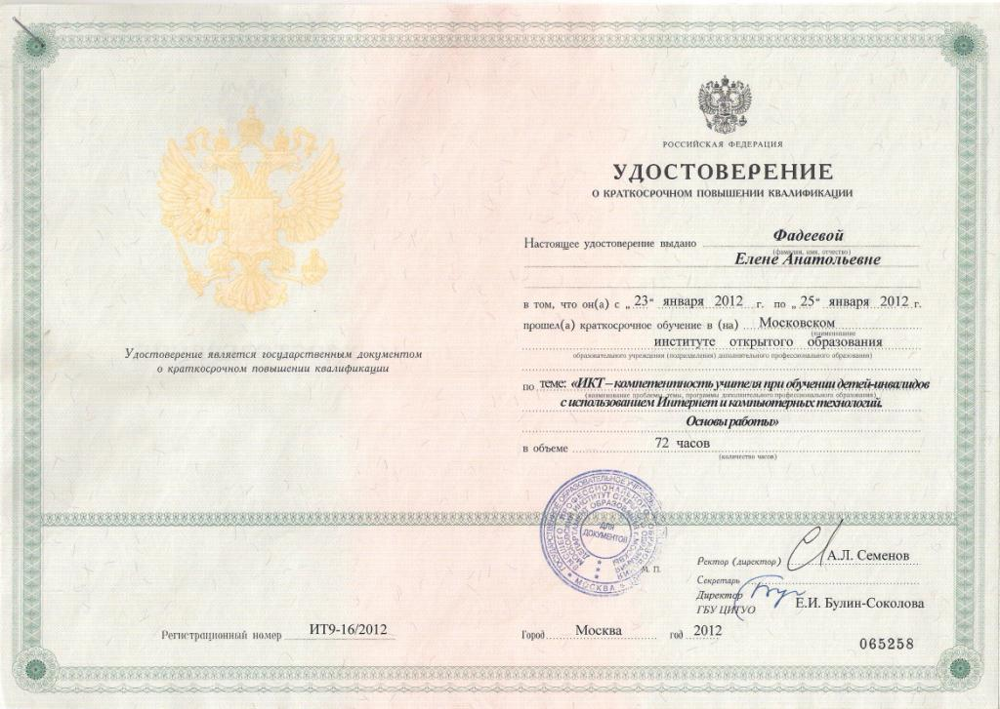 Удостоверение является государственным документом
о краткосрочном повышении квалификации
Регистрационный номер ИТ9-16/2012
РОССИЙСКАЯ ФЕДЕРАЦИЯ
УДОСТОВЕРЕНИЕ
О КРАТКОСРОЧНОМ ПОВЫШЕНИИ КВАЛИФИКАЦИИ
Настоящее удостоверение выдано Фадеевой
(фамилия, имя, отчество)
Елене Анатольевне
в том, что он(а) с „ 23 “ января 2012 г. по „ 25 “ января 2012 г.
прошел(а) краткосрочное обучение в (на) Московском
(наименование
институте открытого образования
образовательного учреждения (подразделения) дополнительного профессионального образования)
по теме: «ИКТ – компетентность учителя при обучении детей-инвалидов
(наименование проблемы, темы, программы дополнительного профессионального образования)
с использованием Интернет и компьютерных технологий.
Основы работы»
в объеме 72 часов
(количество часов)
ДЛЯ
ДОКУМЕНТОВ
МОСКВА
М. П.
Ректор (директор) А.Л. Семенов
Секретарь
Директор
ГБУ ЦИТУО Е.И. Булин-Соколова
Город Москва год 2012
065258